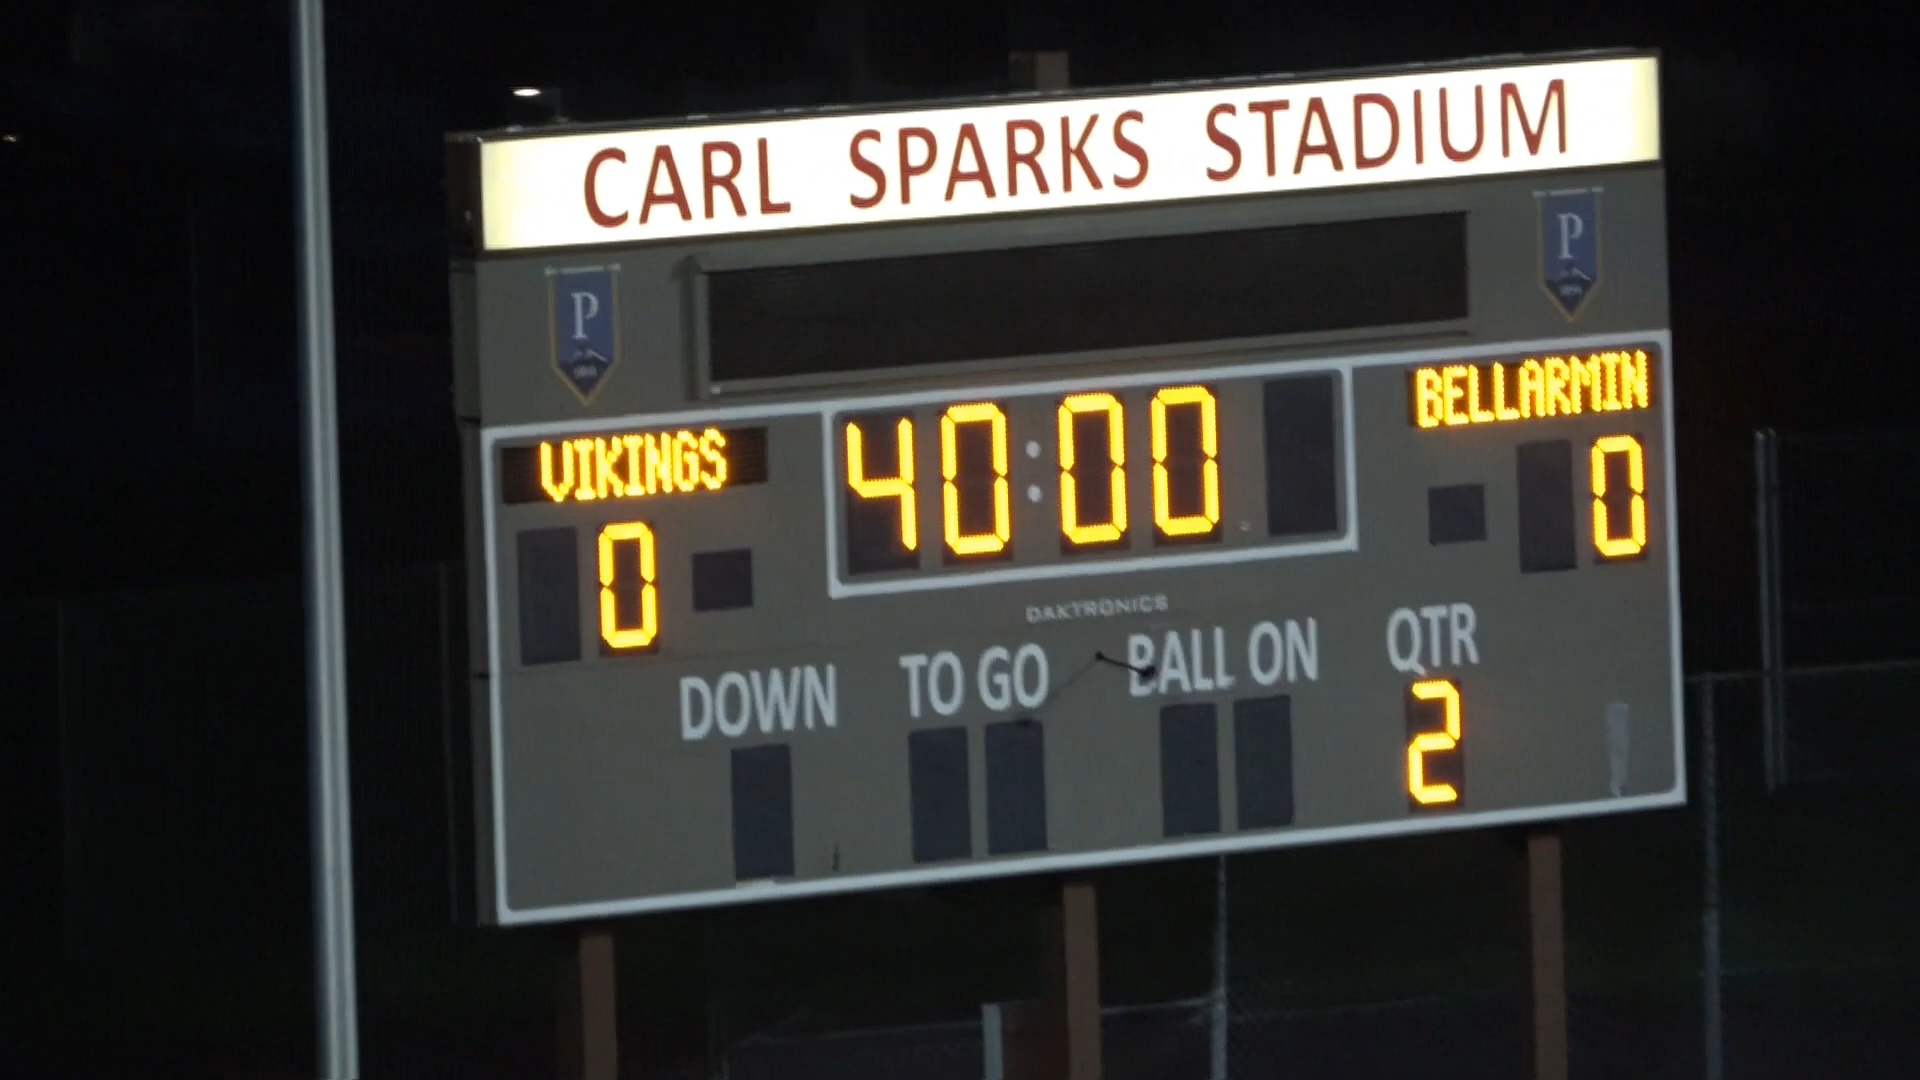 CARL SPARKS STADIUM
P
P
VIKINGS 40:00 BELLARMIN
0 0
DAKTRONICS
DOWN TO GO BALL ON QTR
2